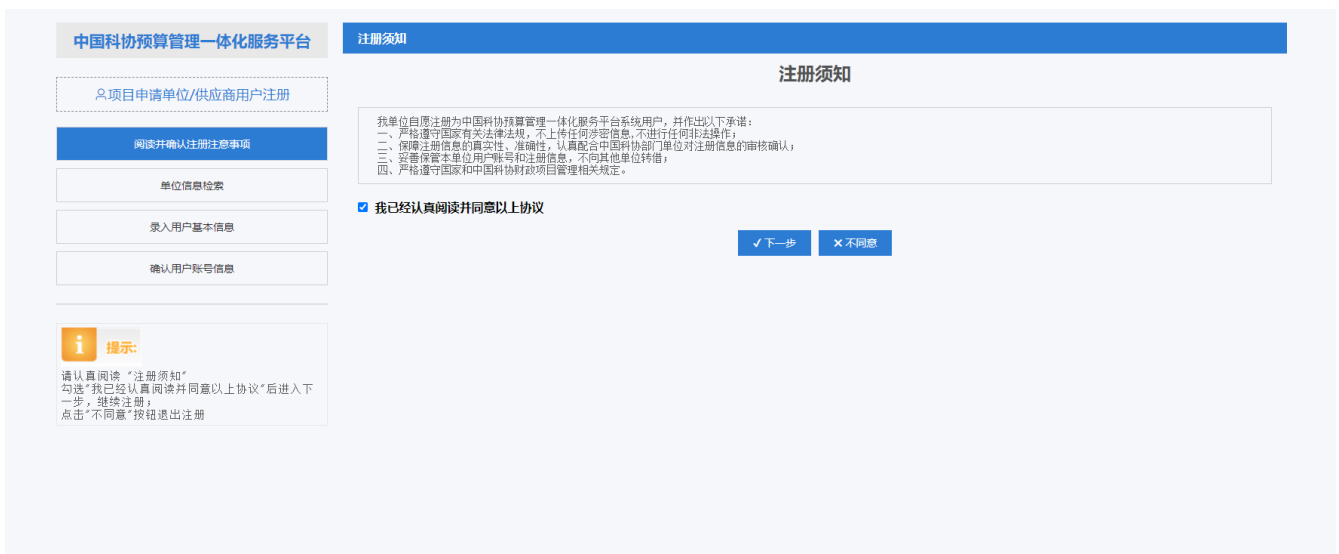 中国科协预算管理一体化服务平台
项目申请单位/供应商用户注册
阅读并确认注册注意事项
单位信息检索
录入用户基本信息
确认用户账号信息
提示:
请认真阅读 "注册须知"
勾选"我已经认真阅读并同意以上协议"后进入下
一步，继续注册；
点击"不同意"按钮退出注册
注册须知
注册须知
我单位自愿注册为中国科协预算管理一体化服务平台系统用户，并作出以下承诺：
一、严格遵守国家有关法律法规，不上传任何涉密信息,不进行任何非法操作；
二、保障注册信息的真实性、准确性，认真配合中国科协部门单位对注册信息的审核确认；
三、妥善保管本单位用户账号和注册信息，不向其他单位转借；
四、严格遵守国家和中国科协财政项目管理相关规定。
我已经认真阅读并同意以上协议
下一步
不同意